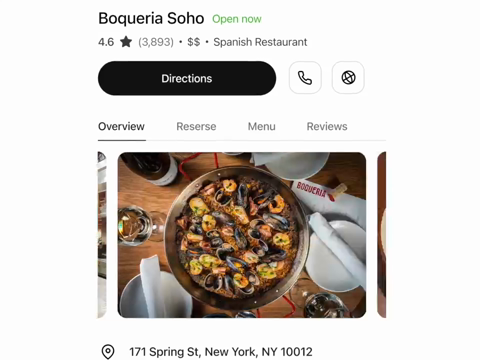 Boqueria Soho Open now
4.6 ★ (3,893) • $$ • Spanish Restaurant
Directions
Overview Reserse Menu Reviews
BOQUERIA
171 Spring St, New York, NY 10012